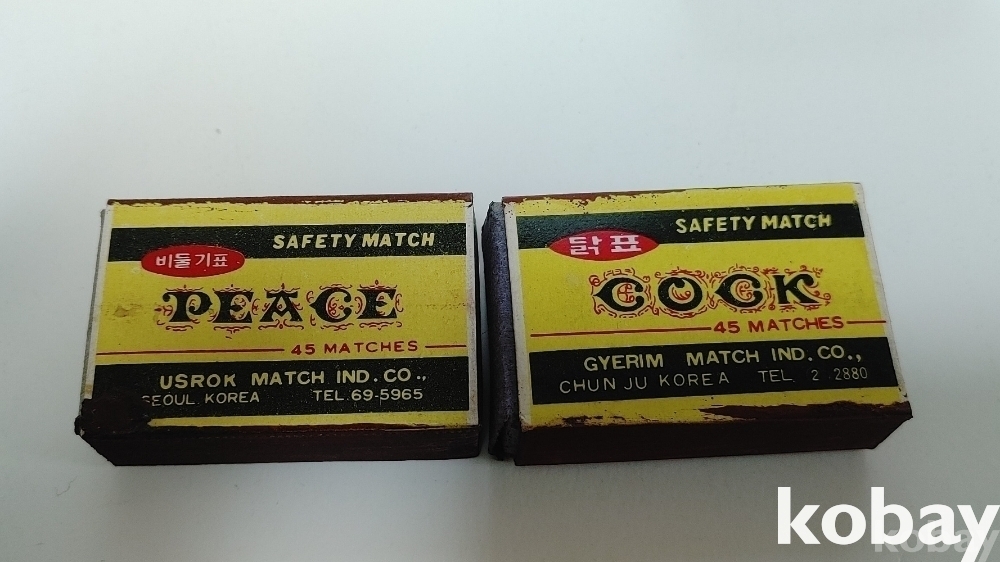 SAFETY MATCH
비둘기표
PEACE
45 MATCHES
USROK MATCH IND. CO.,
SEOUL. KOREA TEL. 69-5965
SAFETY MATCH
닭표
COCK
45 MATCHES
GYERIM MATCH IND. CO.,
CHUN JU KOREA TEL. 2. 2880
kobay
kobay